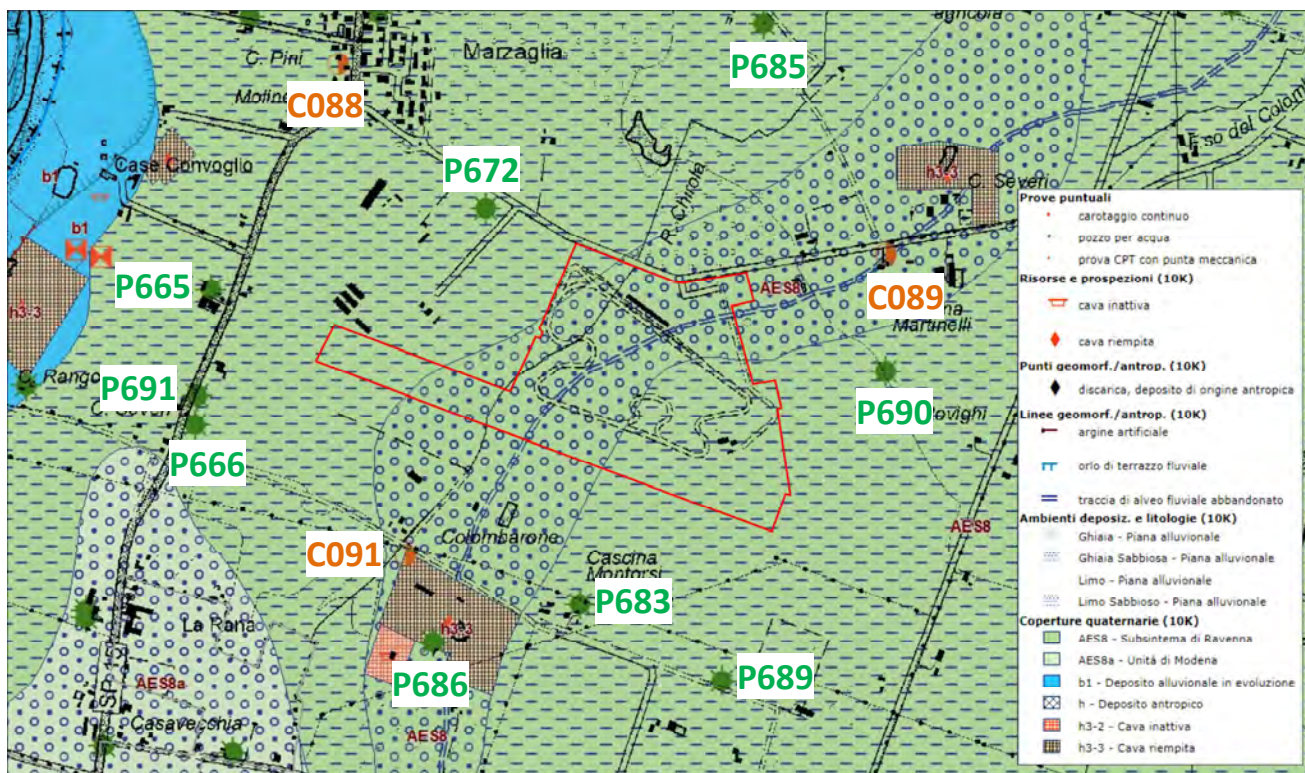 agricola
Marzaglia
C. Pini
P685
C088
Case Convoglio
b1
P672
F. Chirola
h3-3
C. Severi
b1
P665
AES8
C089
Martinelli
h3-3
P691
P690
P666
Colombarone
AES8
C091
Cascina
Montorsi
P683
h3-3
La Rana
P686
P689
AES8a
SP. 15
Casavecchia
AES8
Prove puntuali
carotaggio continuo
pozzo per acqua
prova CPT con punta meccanica
Risorse e prospezioni (10K)
cava inattiva
cava riempita
Punti geomorf./antrop. (10K)
discarica, deposito di origine antropica
Linee geomorf./antrop. (10K)
argine artificiale
orlo di terrazzo fluviale
traccia di alveo fluviale abbandonato
Ambienti deposiz. e litologie (10K)
Ghiaia - Piana alluvionale
Ghiaia Sabbiosa - Piana alluvionale
Limo - Piana alluvionale
Limo Sabbioso - Piana alluvionale
Coperture quaternarie (10K)
AES8 - Subsintema di Ravenna
AES8a - Unità di Modena
b1 - Deposito alluvionale in evoluzione
h - Deposito antropico
h3-2 - Cava inattiva
h3-3 - Cava riempita